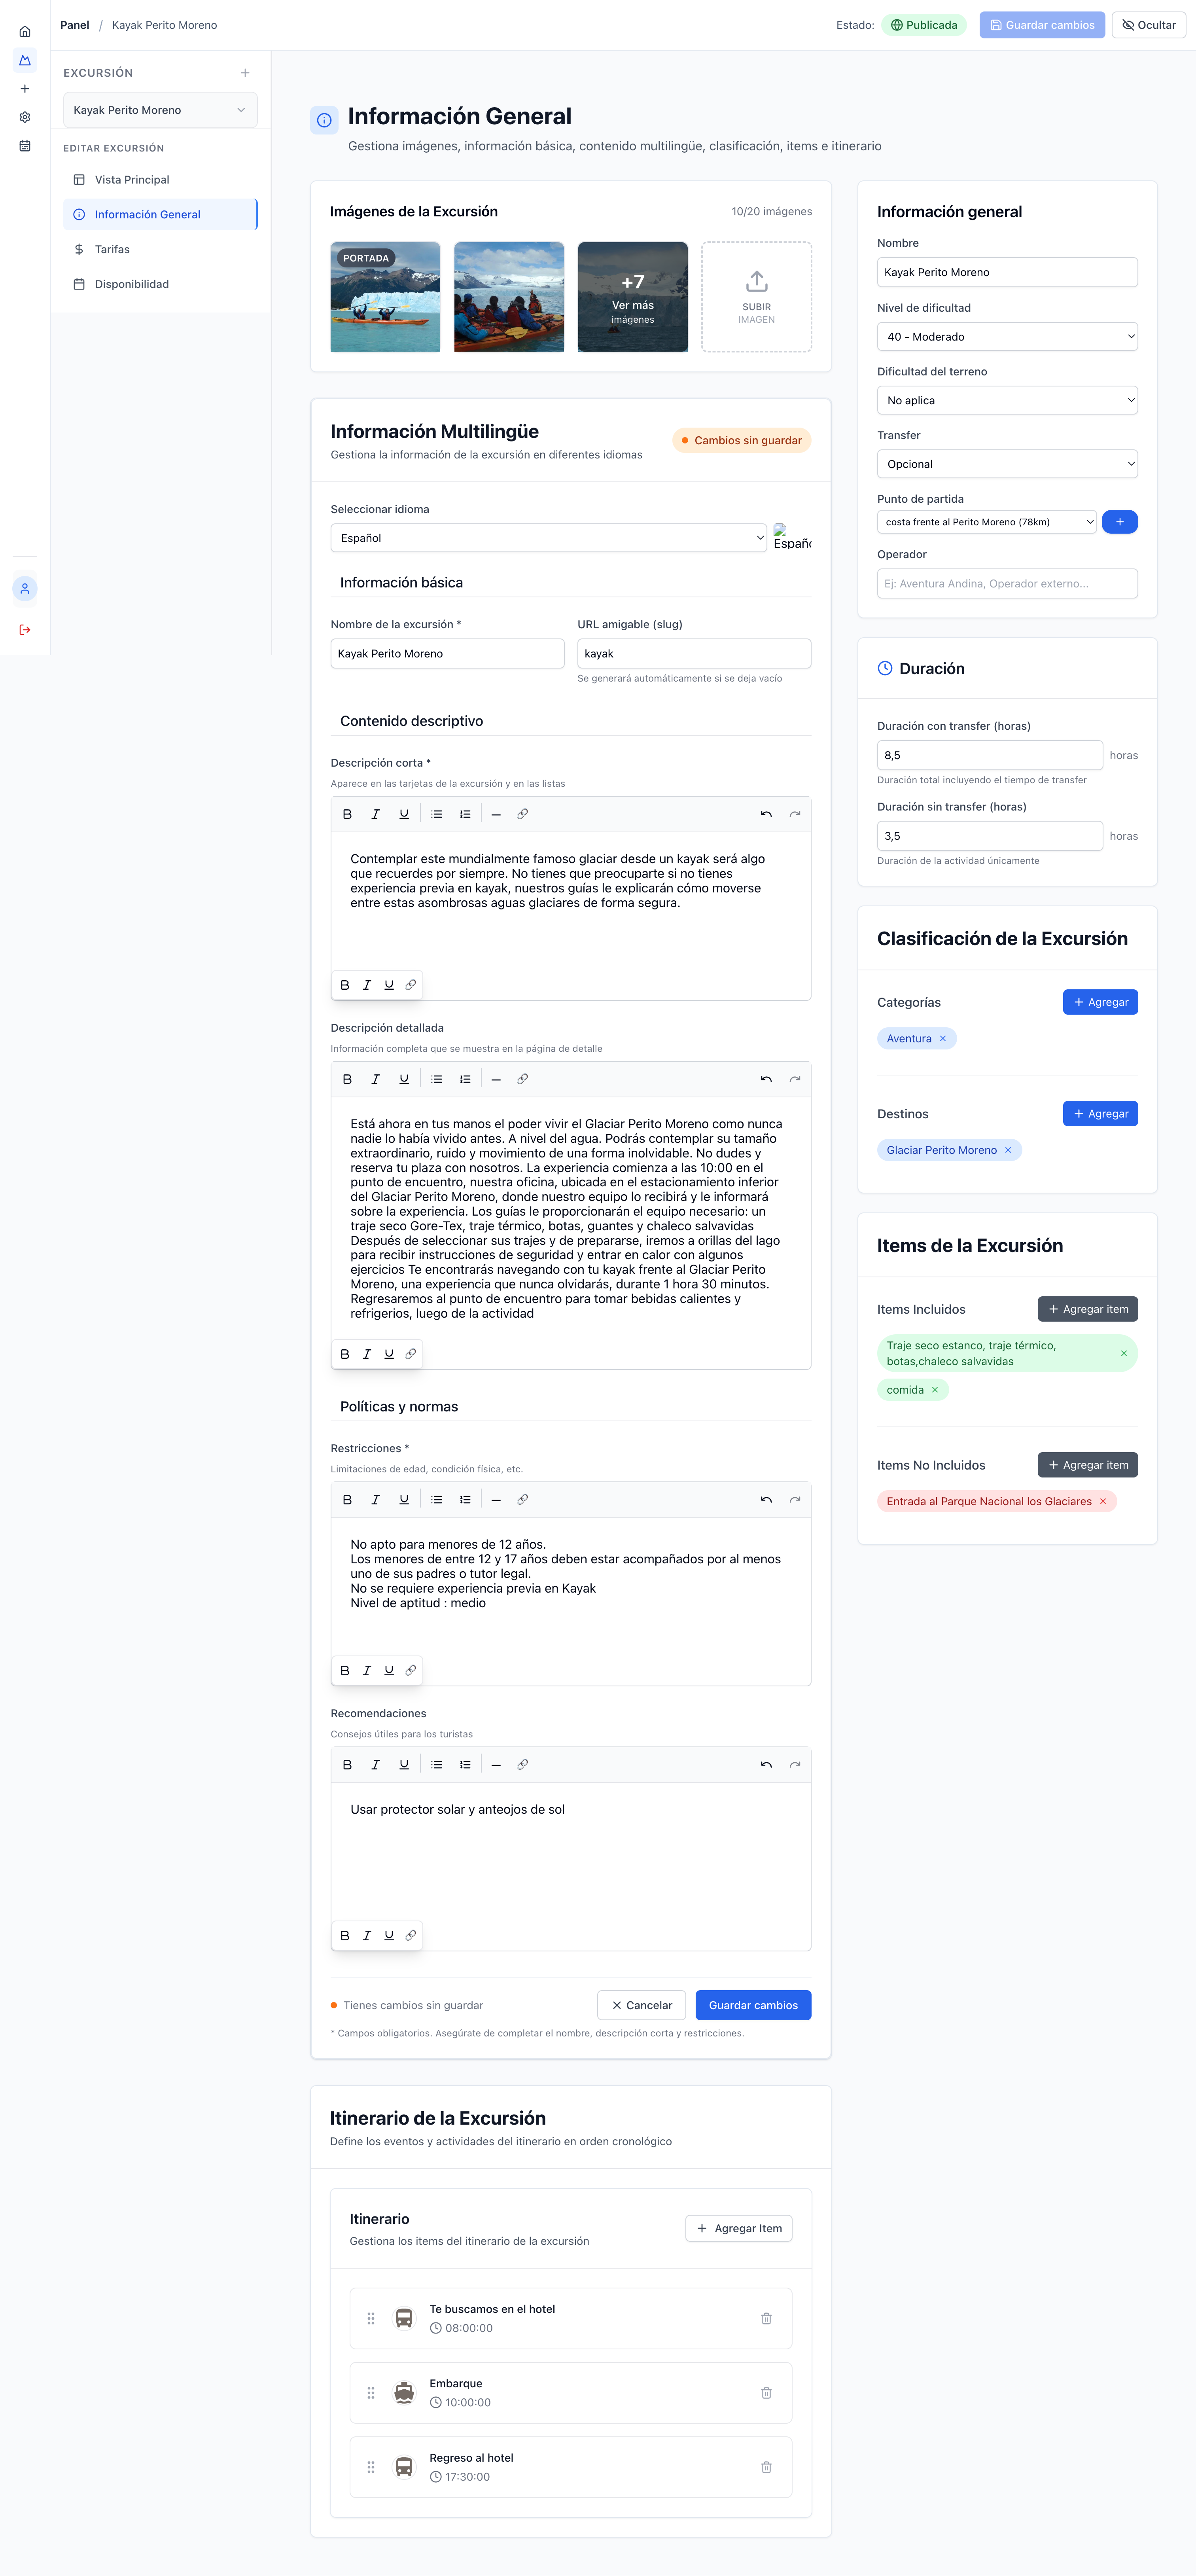 Panel / Kayak Perito Moreno
Estado: Publicada Guardar cambios Ocultar
EXCURSIÓN
Kayak Perito Moreno
EDITAR EXCURSIÓN
Vista Principal
Información General
Tarifas
Disponibilidad
Información General
Gestiona imágenes, información básica, contenido multilingüe, clasificación, items e itinerario
Imágenes de la Excursión 10/20 imágenes
PORTADA
+7
Ver más
imágenes
SUBIR
IMAGEN
Información Multilingüe
Gestiona la información de la excursión en diferentes idiomas
Cambios sin guardar
Seleccionar idioma
Español
Españo
Información básica
Nombre de la excursión * URL amigable (slug)
Kayak Perito Moreno kayak
Se generará automáticamente si se deja vacío
Contenido descriptivo
Descripción corta *
Aparece en las tarjetas de la excursión y en las listas
B I U
Contemplar este mundialmente famoso glaciar desde un kayak será algo
que recuerdes por siempre. No tienes que preocuparte si no tienes
experiencia previa en kayak, nuestros guías le explicarán cómo moverse
entre estas asombrosas aguas glaciares de forma segura.
B I U
Descripción detallada
Información completa que se muestra en la página de detalle
B I U
Está ahora en tus manos el poder vivir el Glaciar Perito Moreno como nunca
nadie lo había vivido antes. A nivel del agua. Podrás contemplar su tamaño
extraordinario, ruido y movimiento de una forma inolvidable. No dudes y
reserva tu plaza con nosotros. La experiencia comienza a las 10:00 en el
punto de encuentro, nuestra oficina, ubicada en el estacionamiento inferior
del Glaciar Perito Moreno, donde nuestro equipo lo recibirá y le informará
sobre la experiencia. Los guías le proporcionarán el equipo necesario: un
traje seco Gore-Tex, traje térmico, botas, guantes y chaleco salvavidas
Después de seleccionar sus trajes y de prepararse, iremos a orillas del lago
para recibir instrucciones de seguridad y entrar en calor con algunos
ejercicios Te encontrarás navegando con tu kayak frente al Glaciar Perito
Moreno, una experiencia que nunca olvidarás, durante 1 hora 30 minutos.
Regresaremos al punto de encuentro para tomar bebidas calientes y
refrigerios, luego de la actividad
B I U
Políticas y normas
Restricciones *
Limitaciones de edad, condición física, etc.
B I U
No apto para menores de 12 años.
Los menores de entre 12 y 17 años deben estar acompañados por al menos
uno de sus padres o tutor legal.
No se requiere experiencia previa en Kayak
Nivel de aptitud : medio
B I U
Recomendaciones
Consejos útiles para los turistas
B I U
Usar protector solar y anteojos de sol
B I U
Tienes cambios sin guardar Cancelar Guardar cambios
* Campos obligatorios. Asegúrate de completar el nombre, descripción corta y restricciones.
Itinerario de la Excursión
Define los eventos y actividades del itinerario en orden cronológico
Itinerario
Gestiona los items del itinerario de la excursión
Agregar Item
Te buscamos en el hotel
08:00:00
Embarque
10:00:00
Regreso al hotel
17:30:00
Información general
Nombre
Kayak Perito Moreno
Nivel de dificultad
40 - Moderado
Dificultad del terreno
No aplica
Transfer
Opcional
Punto de partida
costa frente al Perito Moreno (78km)
Operador
Ej: Aventura Andina, Operador externo...
Duración
Duración con transfer (horas)
8,5 horas
Duración total incluyendo el tiempo de transfer
Duración sin transfer (horas)
3,5 horas
Duración de la actividad únicamente
Clasificación de la Excursión
Categorías Agregar
Aventura
Destinos Agregar
Glaciar Perito Moreno
Items de la Excursión
Items Incluidos Agregar item
Traje seco estanco, traje térmico,
botas,chaleco salvavidas
comida
Items No Incluidos Agregar item
Entrada al Parque Nacional los Glaciares